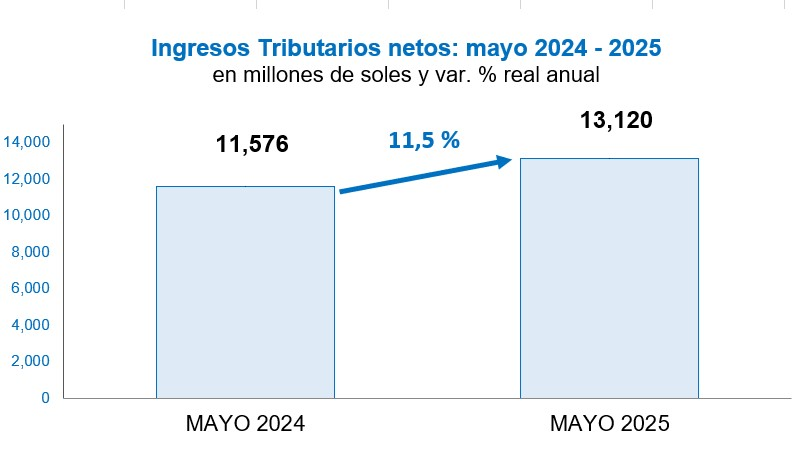 Ingresos Tributarios netos: mayo 2024 - 2025
en millones de soles y var. % real anual
14,000
12,000
10,000
8,000
6,000
4,000
2,000
0
11,576
11,5 %
13,120
MAYO 2024
MAYO 2025